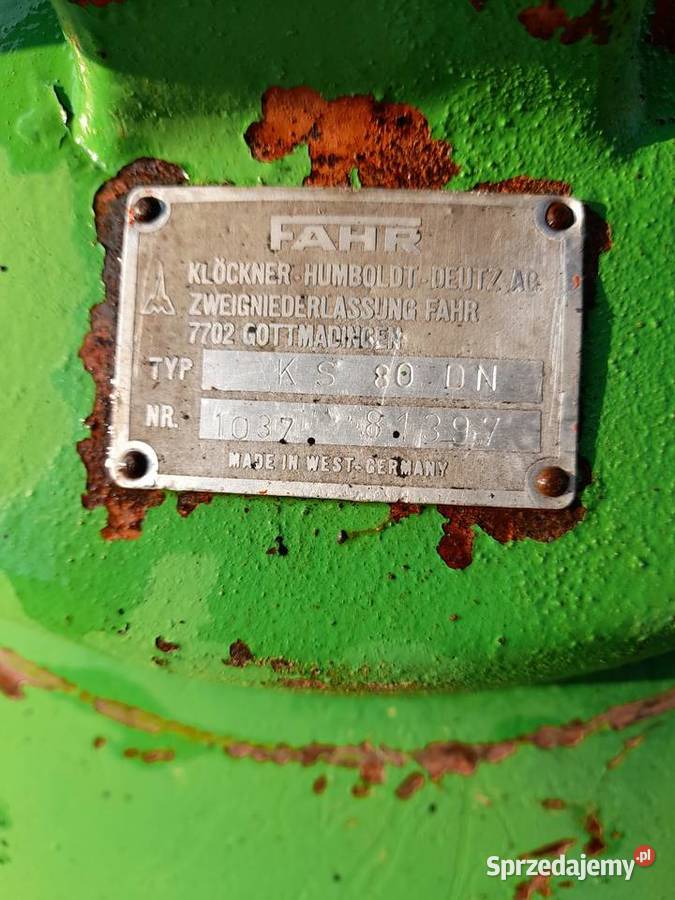 FAHR
KLÖCKNER-HUMBOLDT-DEUTZ AG
ZWEIGNIEDERLASSUNG FAHR
7702 GOTTMADINGEN
TYP KS 80 DN
NR. 1037. 81397
MADE IN WEST-GERMANY
Sprzedajemy.pl